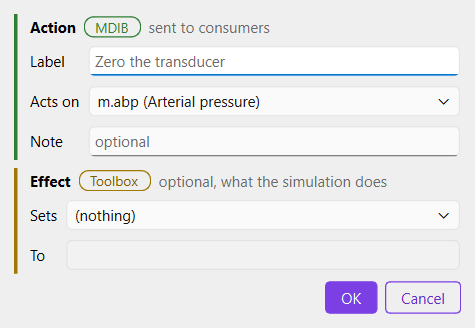 Action MDIB sent to consumers
Label Zero the transducer
Acts on m.abp (Arterial pressure)
Note optional
Effect Toolbox optional, what the simulation does
Sets (nothing)
To
OK Cancel